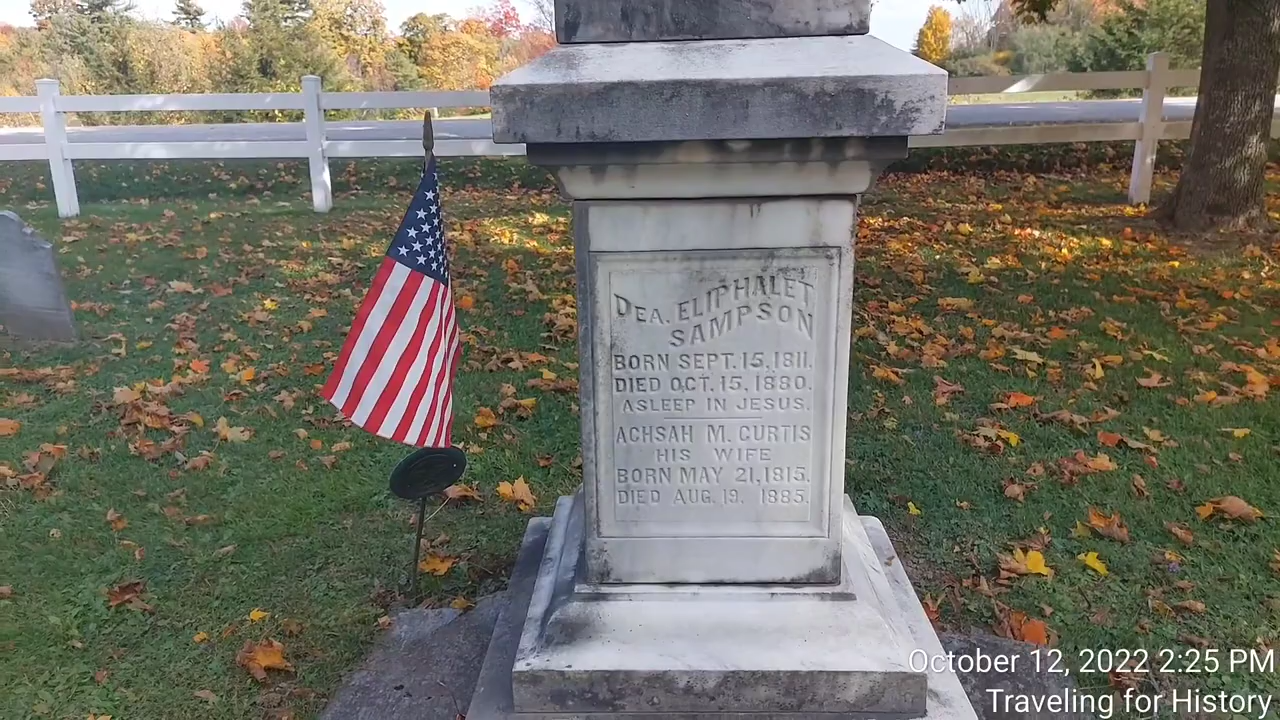 DEA. ELIPHALET
SAMPSON
BORN SEPT. 15, 1811.
DIED OCT. 15, 1880.
ASLEEP IN JESUS.
ACHSAH M. CURTIS
HIS WIFE
BORN MAY 21, 1815.
DIED AUG. 19, 1885.
October 12, 2022 2:25 PM
Traveling for History